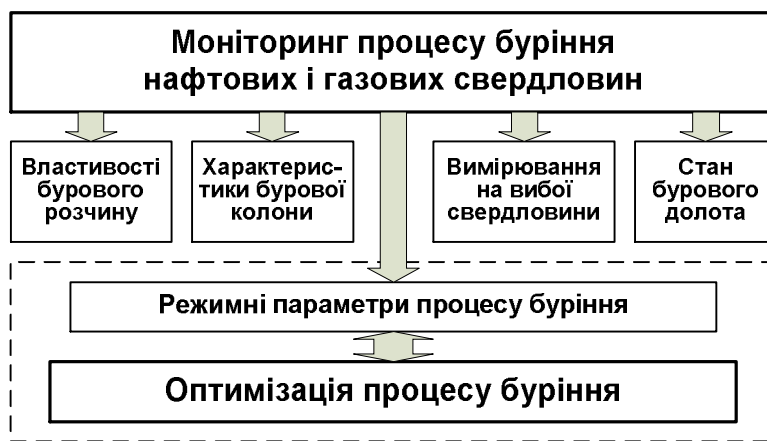 Моніторинг процесу буріння
нафтових і газових свердловин
Властивості
бурового
розчину
Характерис-
тики бурової
колони
Вимірювання
на вибої
свердловини
Стан
бурового
долота
Режимні параметри процесу буріння
Оптимізація процесу буріння